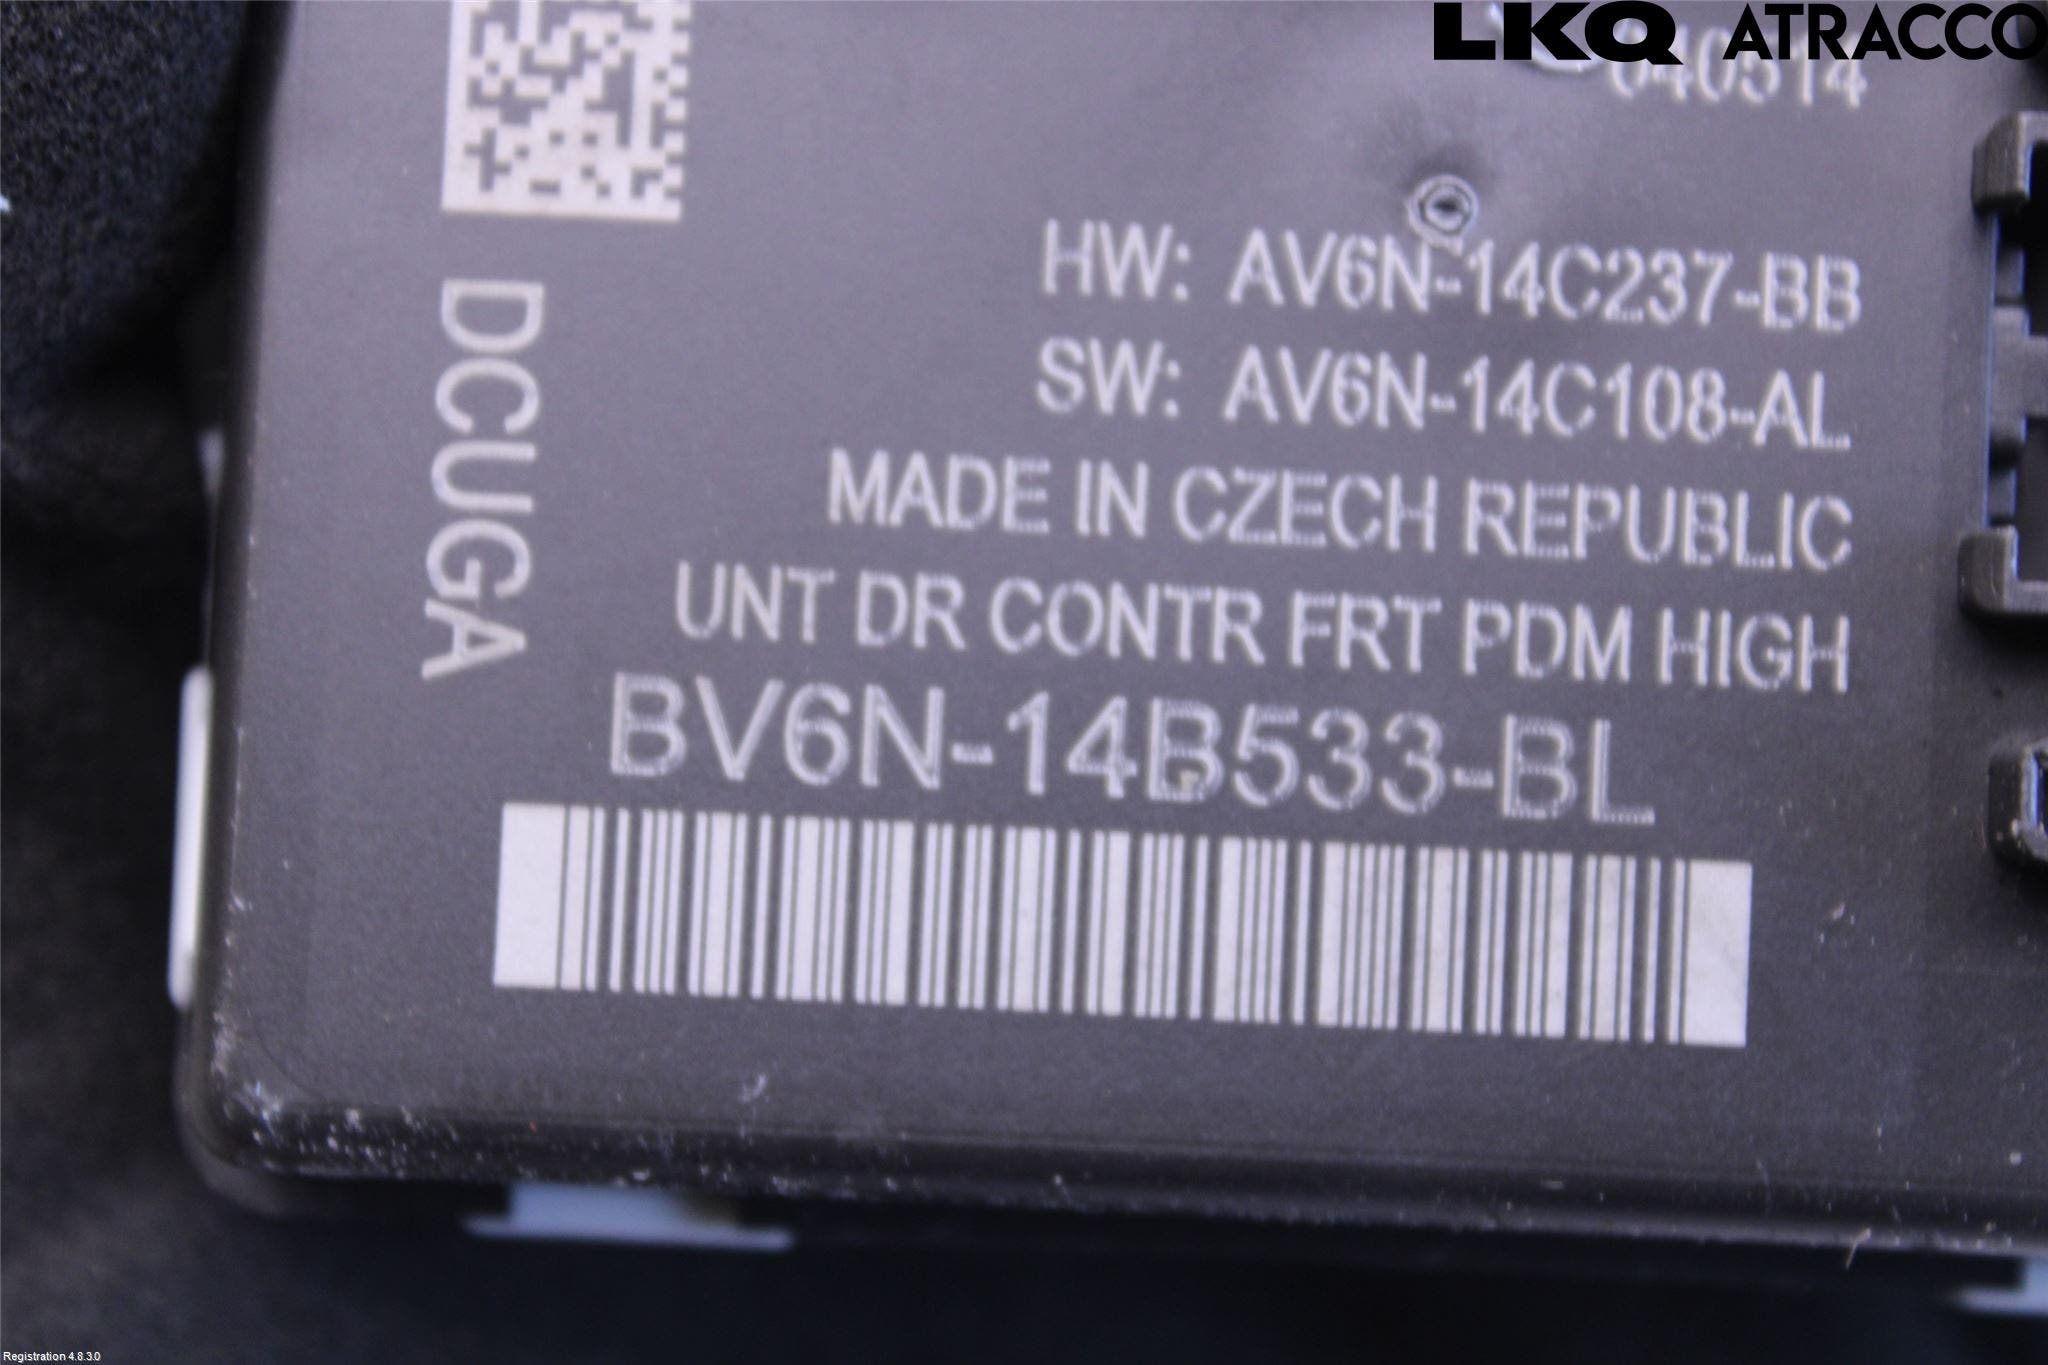 LKQ ATRACCO
040514
HW: AV6N-14C237-BB
SW: AV6N-14C108-AL
MADE IN CZECH REPUBLIC
UNT DR CONTR FRT PDM HIGH
BV6N-14B533-BL
DCUGA
Registration 4.8.3.0